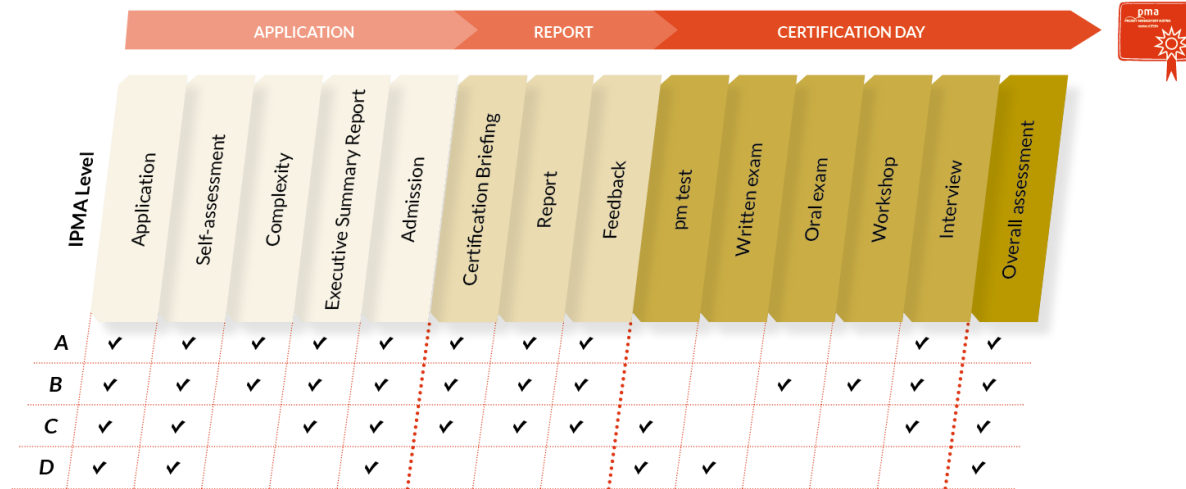 APPLICATION REPORT CERTIFICATION DAY
pma
IPMA Level
Application
Self-assessment
Complexity
Executive Summary Report
Admission
Certification Briefing
Report
Feedback
pm test
Written exam
Oral exam
Workshop
Interview
Overall assessment
A ✓ ✓ ✓ ✓ ✓ ✓ ✓ ✓ ✓ ✓
B ✓ ✓ ✓ ✓ ✓ ✓ ✓ ✓ ✓ ✓ ✓ ✓
C ✓ ✓ ✓ ✓ ✓ ✓ ✓ ✓ ✓ ✓
D ✓ ✓ ✓ ✓ ✓ ✓